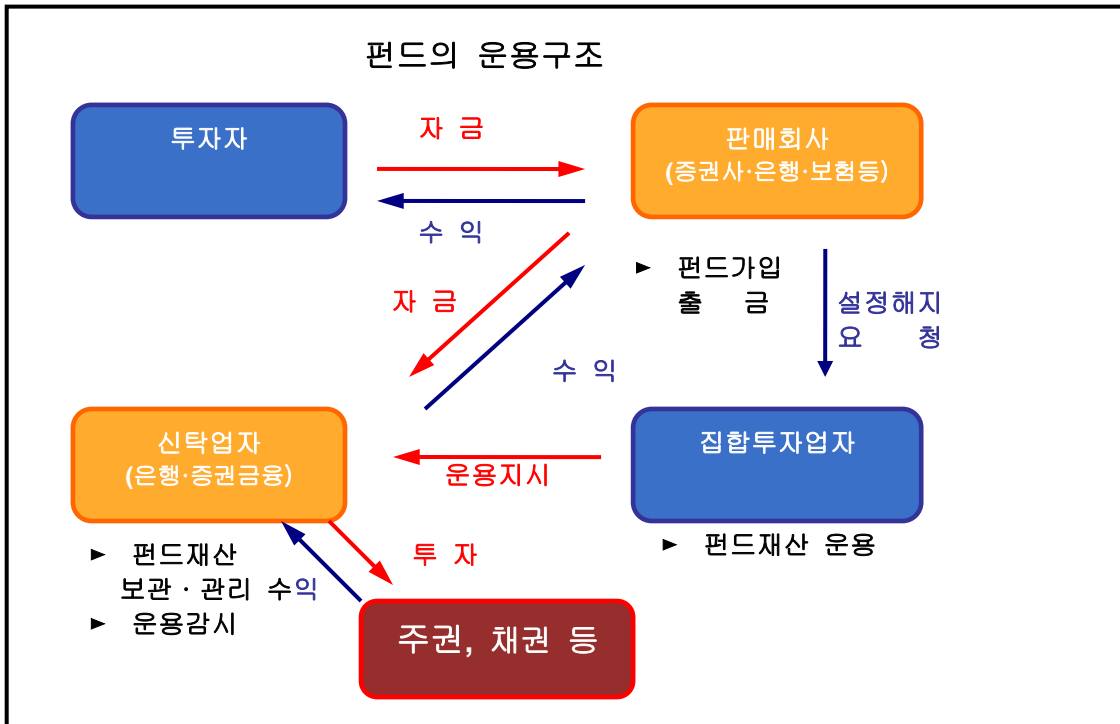 펀드의 운용구조
투자자
자 금
판매회사
(증권사·은행·보험등)
수 익
► 펀드가입
출 금
자 금
설정해지
요 청
수 익
신탁업자
(은행·증권금융)
집합투자업자
운용지시
► 펀드재산
보관 · 관리 수익
► 운용감시
투 자
► 펀드재산 운용
주권, 채권 등